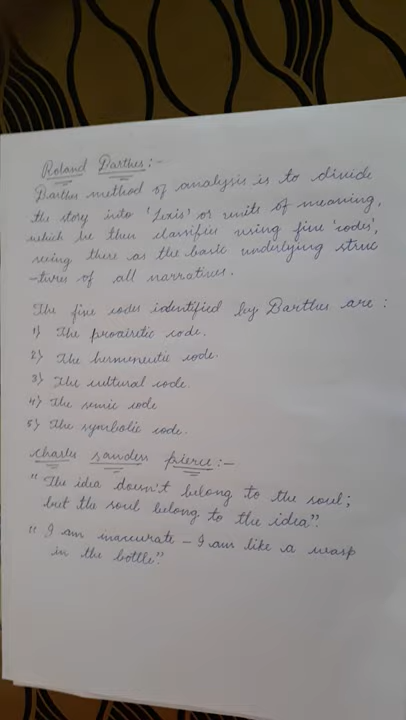 Roland Barthes:-
Barthes method of analysis is to divide
the story into 'Lexis' or units of meaning,
which he then classifies using five 'codes',
seeing there as the basic underlying struc
-tures of all narratives.
The five codes identified by Barthes are:
1) The proairetic code.
2) The hermeneutic code.
3) The cultural code.
4) The semic code
5) The symbolic code.
Charles sanders pierce:-
"The idea doesn't belong to the soul;
but the soul belong to the idea".
"I am inaccurate - I am like a wasp
in the bottle".